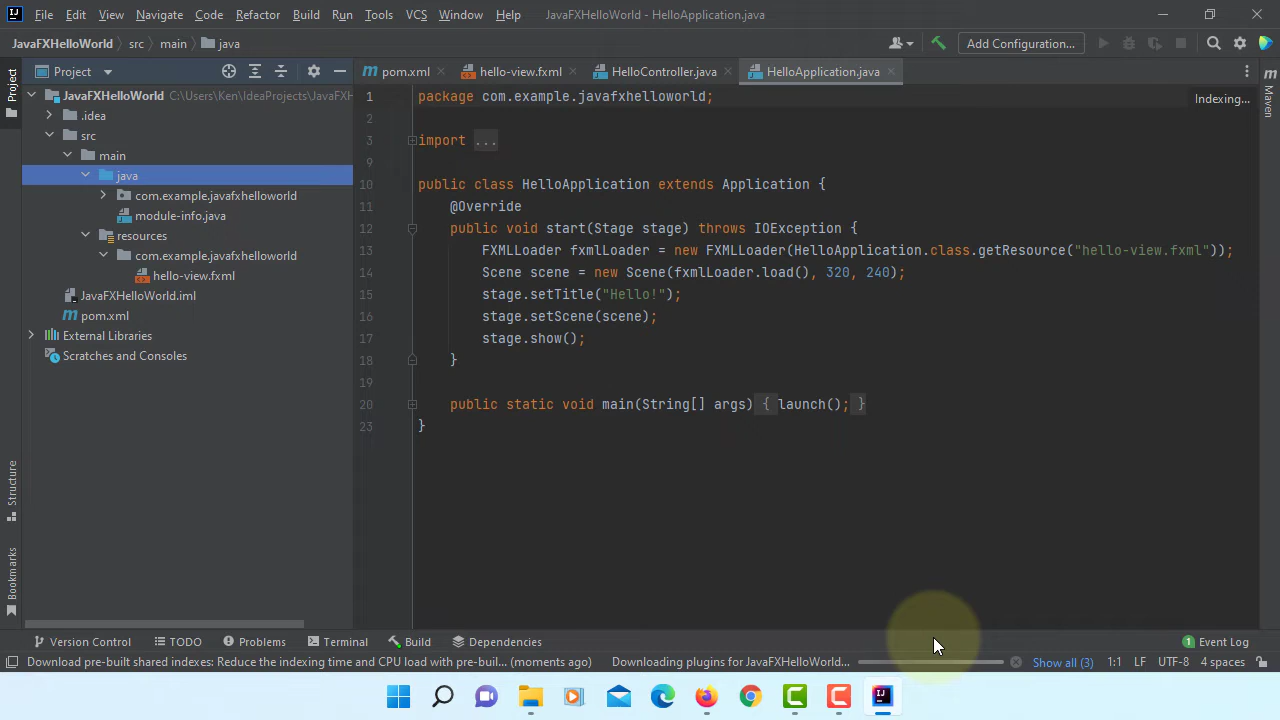 File Edit View Navigate Code Refactor Build Run Tools VCS Window Help JavaFXHelloWorld - HelloApplication.java
JavaFXHelloWorld src main java Add Configuration...
Project Project pom.xml hello-view.fxml HelloController.java HelloApplication.java
JavaFXHelloWorld C:\Users\Ken\IdeaProjects\JavaFXH
.idea
src
main
java
com.example.javafxhelloworld
module-info.java
resources
com.example.javafxhelloworld
hello-view.fxml
JavaFXHelloWorld.iml
pom.xml
External Libraries
Scratches and Consoles
Structure
Bookmarks
1 package com.example.javafxhelloworld;
2
3 import ...
9
10 public class HelloApplication extends Application {
11 @Override
12 public void start(Stage stage) throws IOException {
13 FXMLLoader fxmlLoader = new FXMLLoader(HelloApplication.class.getResource("hello-view.fxml"));
14 Scene scene = new Scene(fxmlLoader.load(), 320, 240);
15 stage.setTitle("Hello!");
16 stage.setScene(scene);
17 stage.show();
18 }
19
20 public static void main(String[] args) { launch(); }
23 }
Indexing...
Maven
Version Control TODO Problems Terminal Build Dependencies 1 Event Log
Download pre-built shared indexes: Reduce the indexing time and CPU load with pre-buil... (moments ago) Downloading plugins for JavaFXHelloWorld... Show all (3) 1:1 LF UTF-8 4 spaces